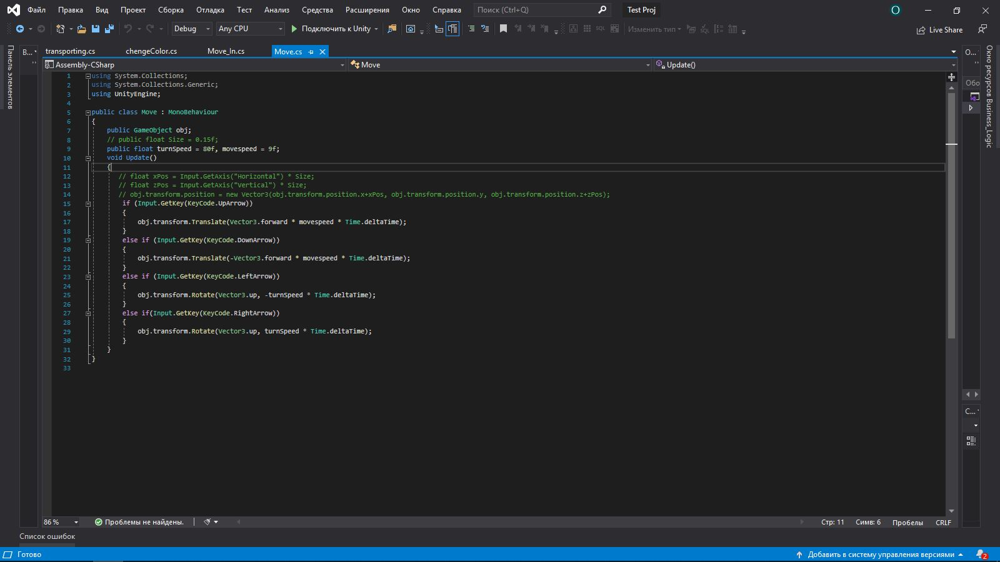 Файл Правка Вид Проект Сборка Отладка Тест Анализ Средства Расширения Окно Справка Поиск (Ctrl+Q) Test Proj O
Debug Any CPU Подключить к Unity SQL Изменить тип SQL Live Share
Панель элементов
В...
transporting.cs chengeColor.cs Move_In.cs Move.cs
О...
Окно ресурсов Business_Logic
Assembly-CSharp Move Update()
1 using System.Collections;
2 using System.Collections.Generic;
3 using UnityEngine;
4
5 public class Move : MonoBehaviour
6 {
7 public GameObject obj;
8 // public float Size = 0.15f;
9 public float turnSpeed = 80f, movespeed = 9f;
10 void Update()
11 {
12 // float xPos = Input.GetAxis("Horizontal") * Size;
13 // float zPos = Input.GetAxis("Vertical") * Size;
14 // obj.transform.position = new Vector3(obj.transform.position.x+xPos, obj.transform.position.y, obj.transform.position.z+zPos);
15 if (Input.GetKey(KeyCode.UpArrow))
16 {
17 obj.transform.Translate(Vector3.forward * movespeed * Time.deltaTime);
18 }
19 else if (Input.GetKey(KeyCode.DownArrow))
20 {
21 obj.transform.Translate(-Vector3.forward * movespeed * Time.deltaTime);
22 }
23 else if (Input.GetKey(KeyCode.LeftArrow))
24 {
25 obj.transform.Rotate(Vector3.up, -turnSpeed * Time.deltaTime);
26 }
27 else if(Input.GetKey(KeyCode.RightArrow))
28 {
29 obj.transform.Rotate(Vector3.up, turnSpeed * Time.deltaTime);
30 }
31 }
32 }
33
Обо
С...
86 % Проблемы не найдены. Стр: 11 Симв: 6 Пробелы CRLF
Список ошибок
Готово Добавить в систему управления версиями 2